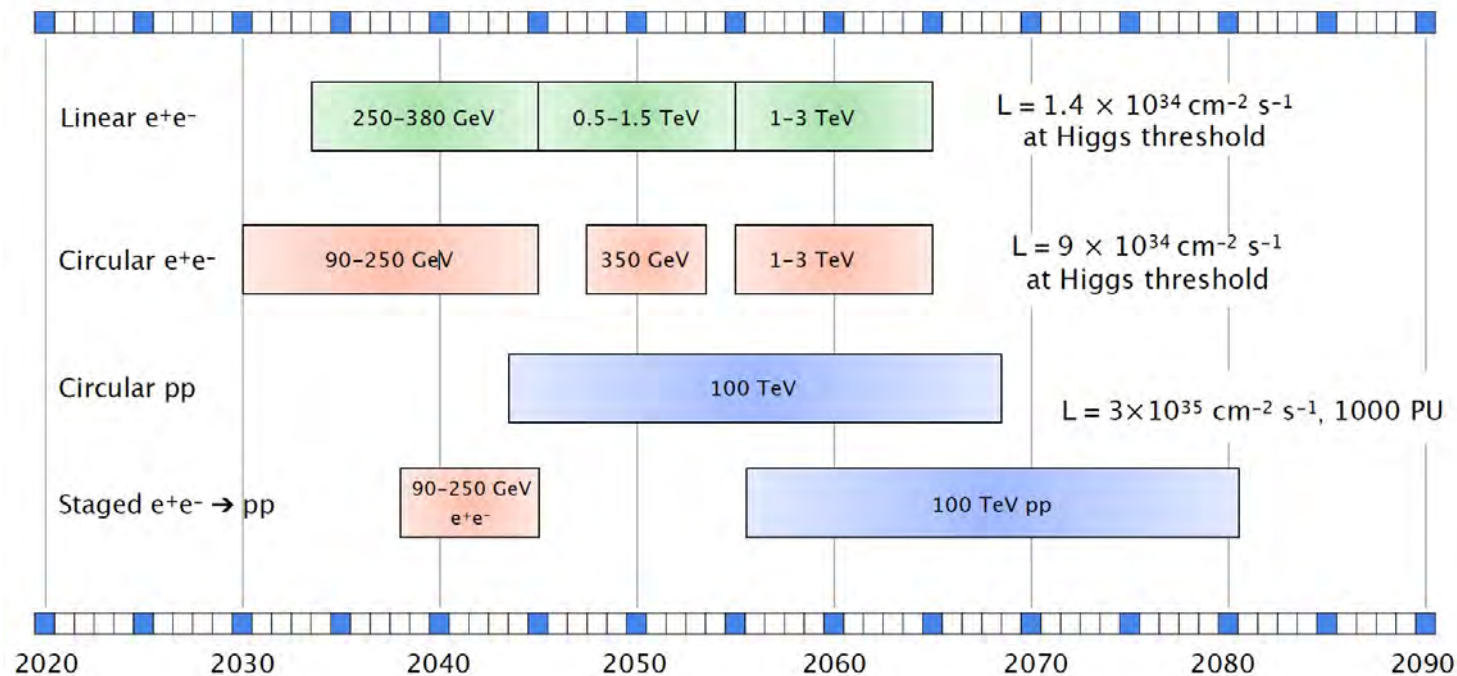 Linear e⁺e⁻
250–380 GeV
0.5–1.5 TeV
1–3 TeV
L = 1.4 × 10³⁴ cm⁻² s⁻¹
at Higgs threshold
Circular e⁺e⁻
90–250 GeV
350 GeV
1–3 TeV
L = 9 × 10³⁴ cm⁻² s⁻¹
at Higgs threshold
Circular pp
100 TeV
L = 3×10³⁵ cm⁻² s⁻¹, 1000 PU
Staged e⁺e⁻ → pp
90–250 GeV
e⁺e⁻
100 TeV pp
2020 2030 2040 2050 2060 2070 2080 2090